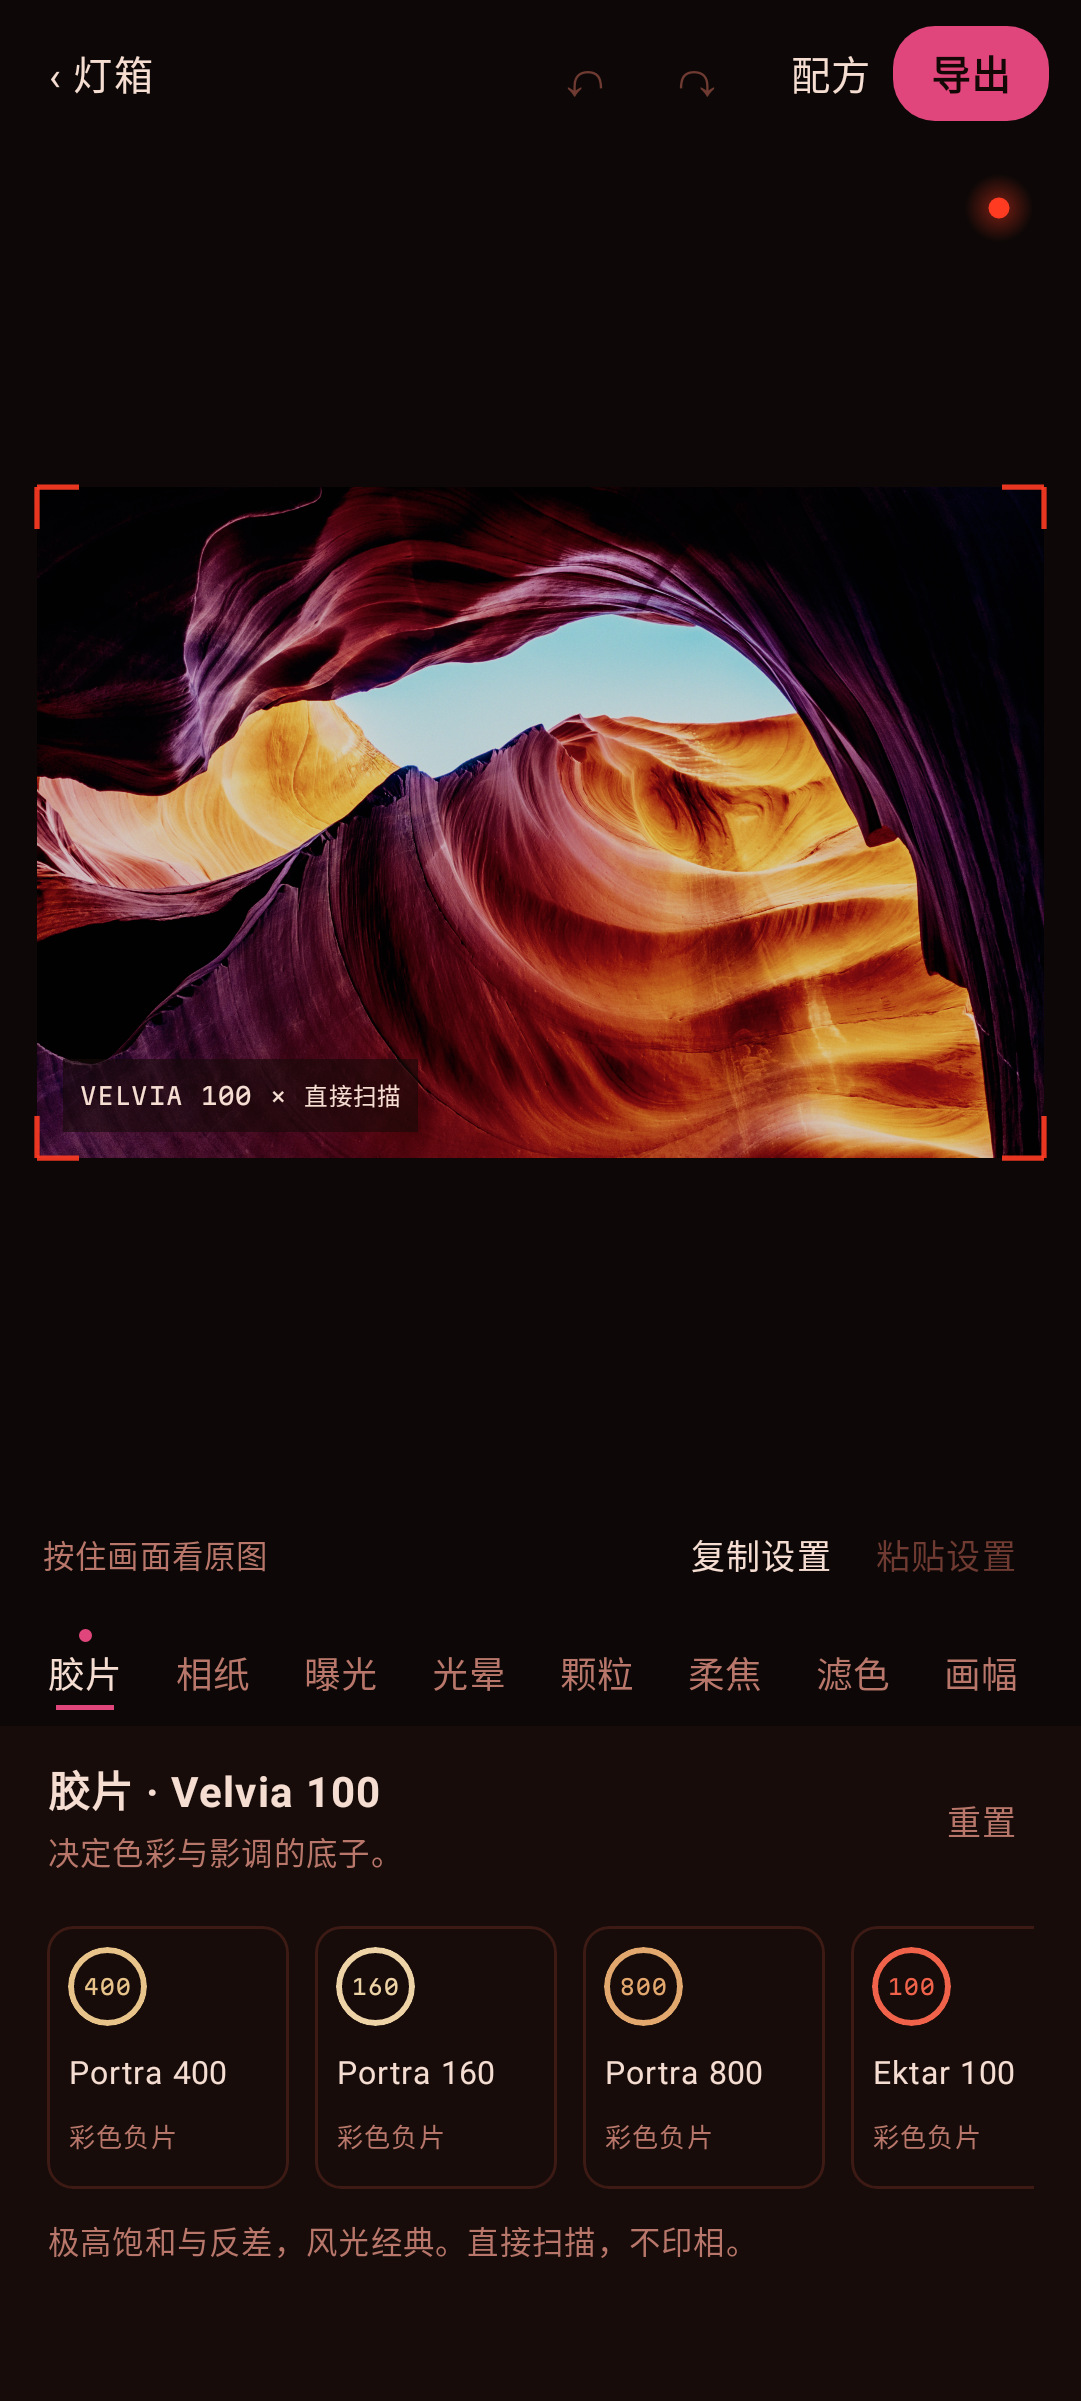 ‹ 灯箱
配方
导出
VELVIA 100 × 直接扫描
按住画面看原图
复制设置
粘贴设置
胶片 相纸 曝光 光晕 颗粒 柔焦 滤色 画幅
胶片 · Velvia 100
决定色彩与影调的底子。
重置
400
Portra 400
彩色负片
160
Portra 160
彩色负片
800
Portra 800
彩色负片
100
Ektar 100
彩色负片
极高饱和与反差，风光经典。直接扫描，不印相。